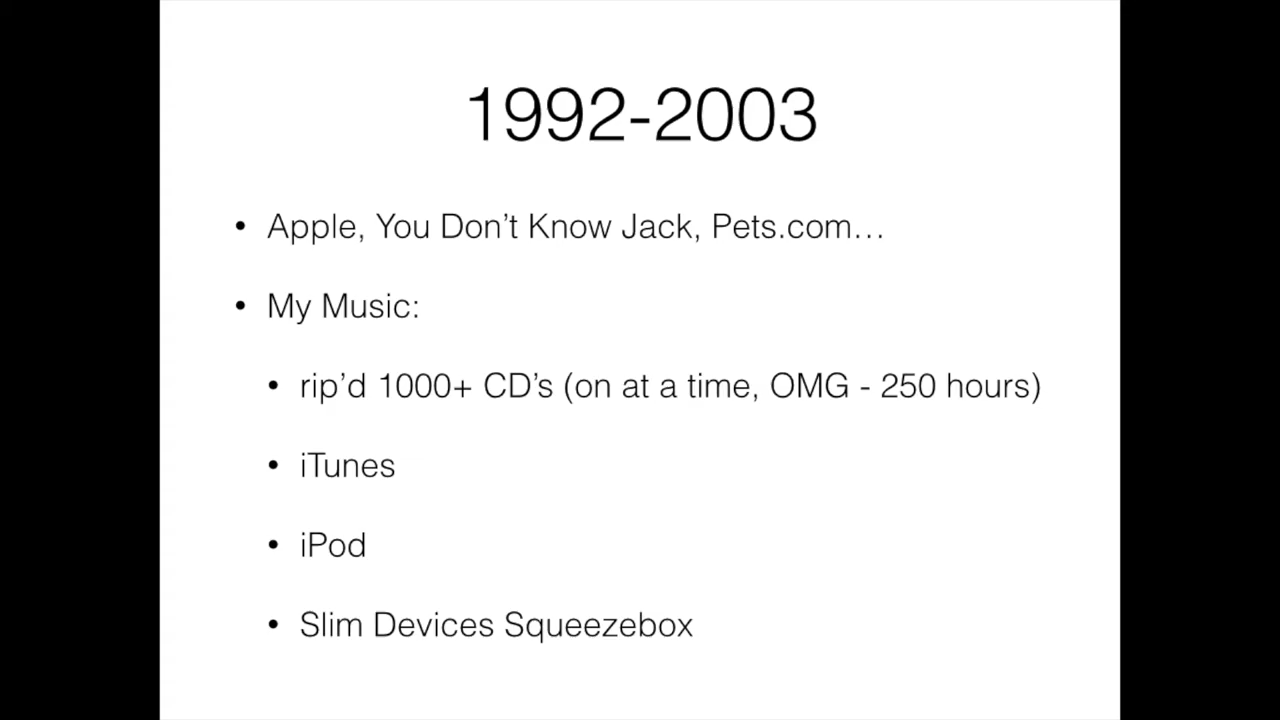 1992-2003
• Apple, You Don’t Know Jack, Pets.com…
• My Music:
• rip’d 1000+ CD’s (on at a time, OMG - 250 hours)
• iTunes
• iPod
• Slim Devices Squeezebox